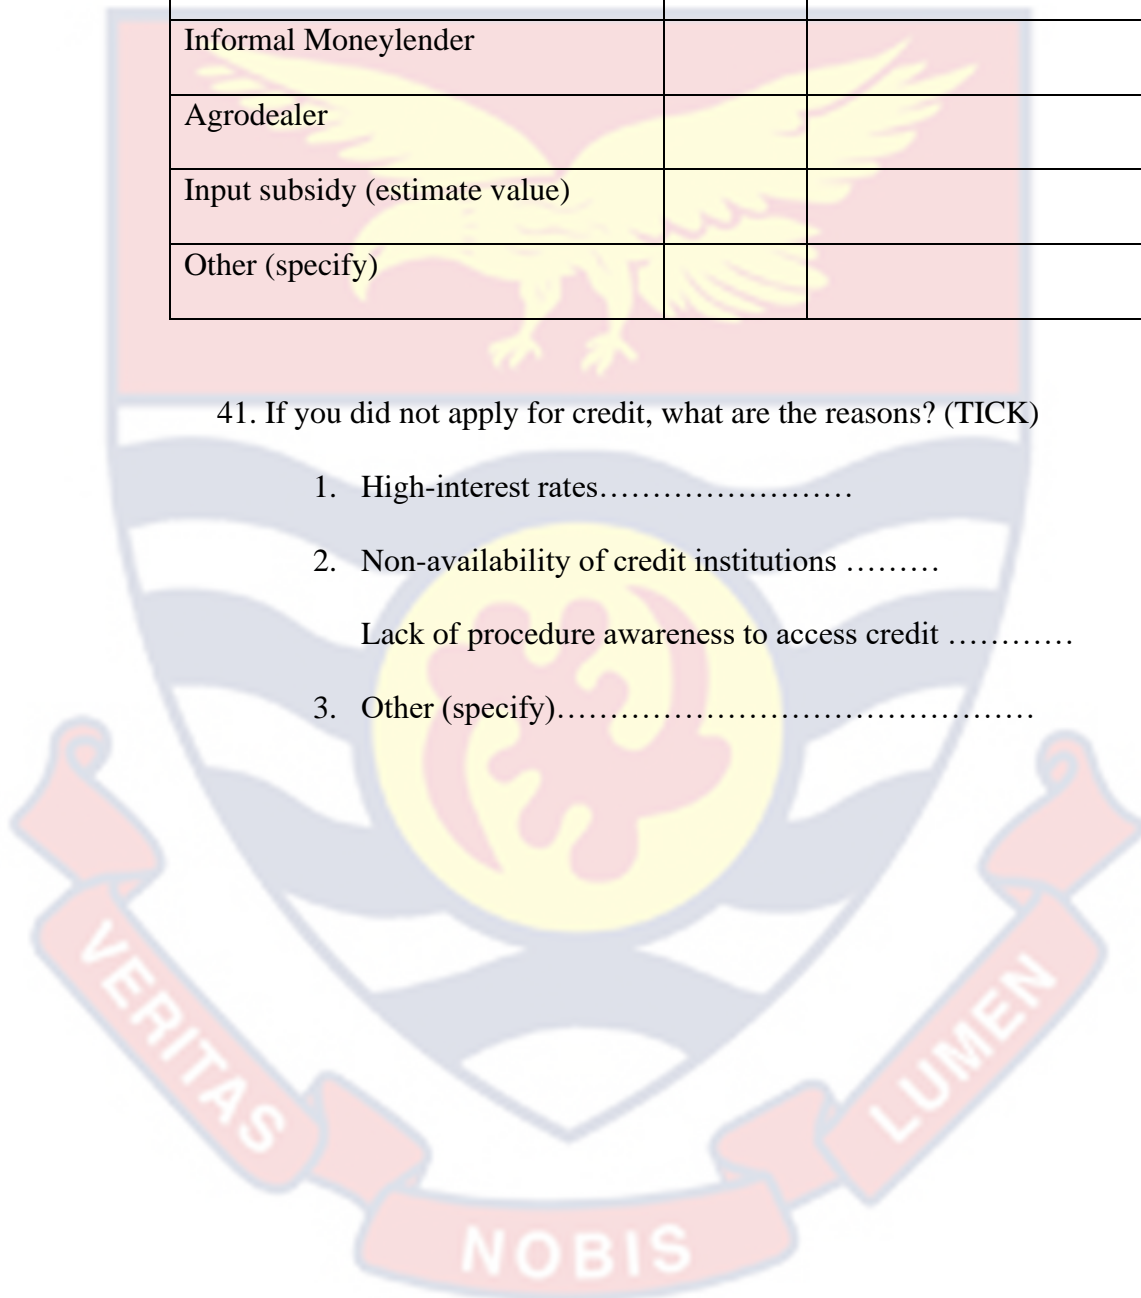 Informal Moneylender
Agrodealer
Input subsidy (estimate value)
Other (specify)
41. If you did not apply for credit, what are the reasons? (TICK)
1. High-interest rates……………………
2. Non-availability of credit institutions ………
Lack of procedure awareness to access credit …………
3. Other (specify)………………………………………
VERITAS
NOBIS
LUMEN